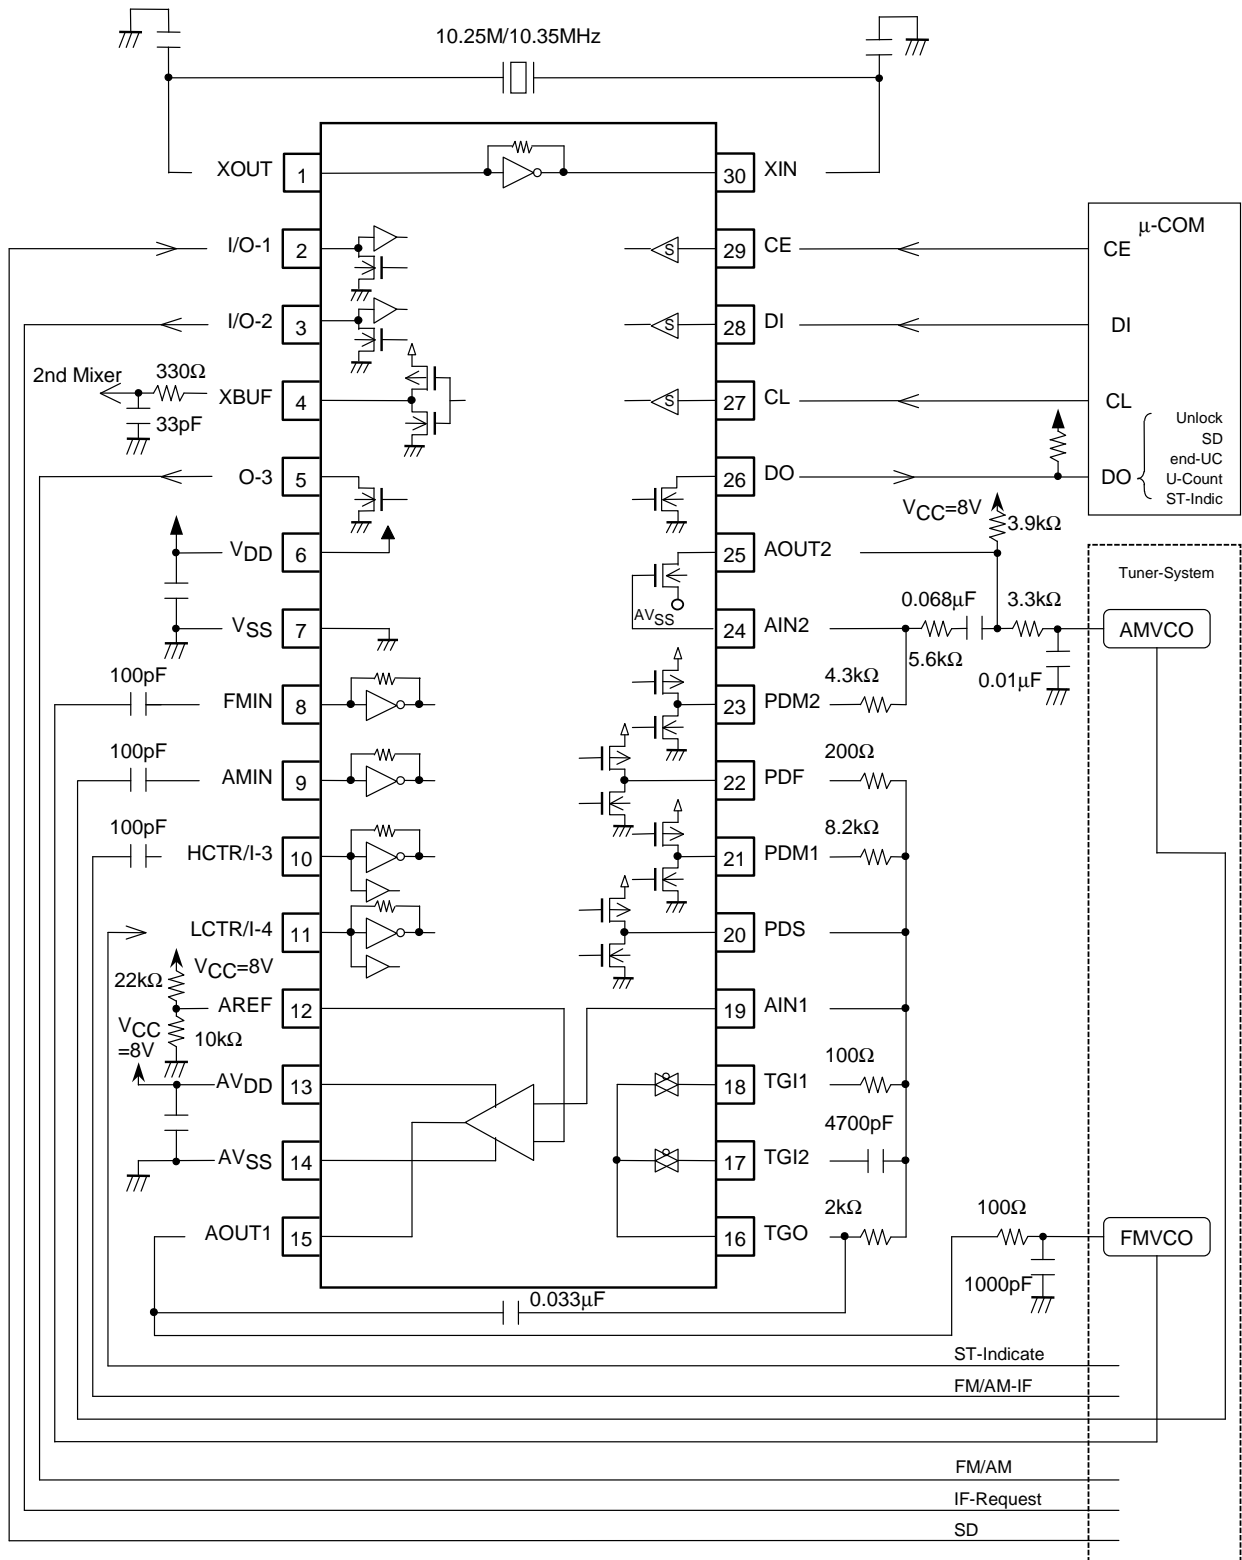 10.25M/10.35MHz
XOUT 1 30 XIN
μ-COM
I/O-1 2 29 CE CE
I/O-2 3 28 DI DI
2nd Mixer 330Ω XBUF 4 27 CL CL
33pF
Unlock
SD
end-UC
U-Count
ST-Indic
O-3 5 26 DO DO
VCC=8V 3.9kΩ
VDD 6 25 AOUT2
Tuner-System
AVSS
0.068μF 3.3kΩ
VSS 7 24 AIN2 AMVCO
5.6kΩ
0.01μF
100pF 4.3kΩ
FMIN 8 23 PDM2
100pF 200Ω
AMIN 9 22 PDF
100pF 8.2kΩ
HCTR/I-3 10 21 PDM1
LCTR/I-4 11 20 PDS
VCC=8V
22kΩ
AREF 12 19 AIN1
VCC
=8V
10kΩ
100Ω
AVDD 13 18 TGI1
4700pF
AVSS 14 17 TGI2
2kΩ 100Ω
AOUT1 15 16 TGO FMVCO
1000pF
0.033μF
ST-Indicate
FM/AM-IF
FM/AM
IF-Request
SD
S
S
S